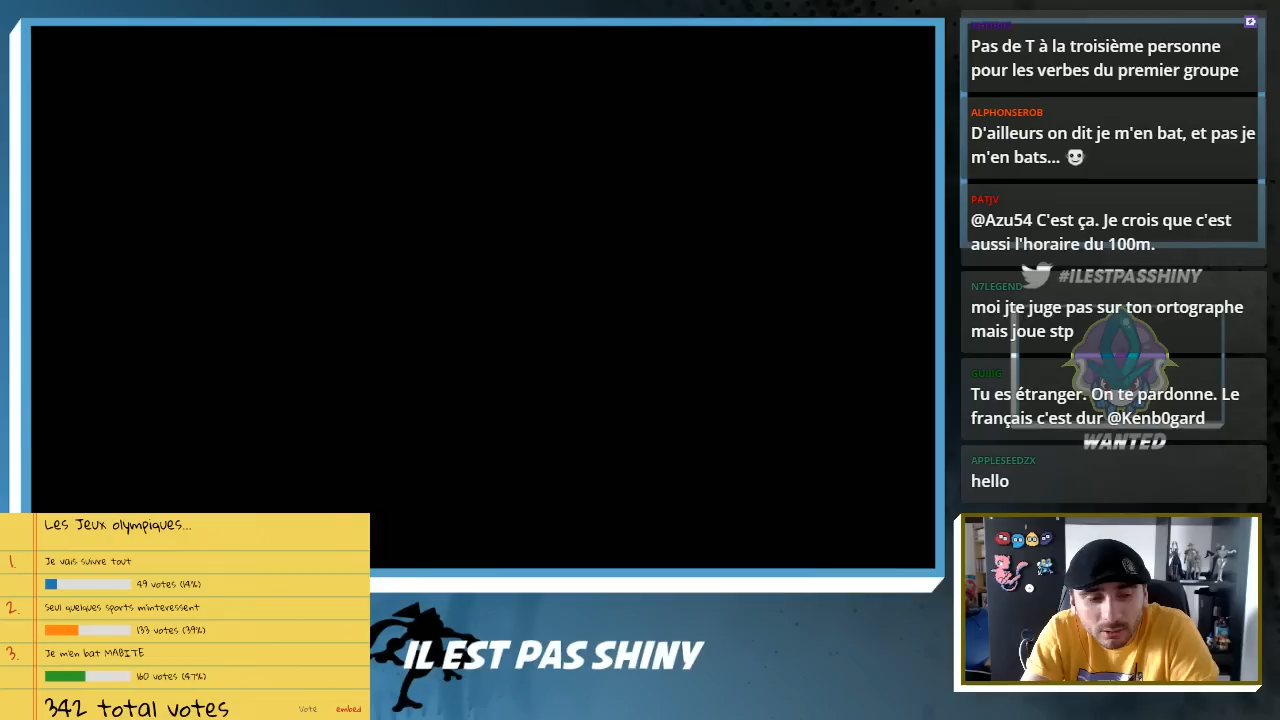 Pas de T à la troisième personne
pour les verbes du premier groupe
ALPHONSEROB
D'ailleurs on dit je m'en bat, et pas je
m'en bats...
PATJV
@Azu54 C'est ça. Je crois que c'est
aussi l'horaire du 100m.
#ILESTPASSHINY
N7LEGEND
moi jte juge pas sur ton ortographe
mais joue stp
Tu es étranger. On te pardonne. Le
français c'est dur @Kenb0gard
WANTED
APPLESEEDZX
hello
Les Jeux olympiques...
1. Je vais suivre tout
49 votes (14%)
2. Seul quelques sports m'interessent
133 votes (39%)
3. Je m'en bat MABITE
160 votes (47%)
342 total votes
Vote embed
IL EST PAS SHINY